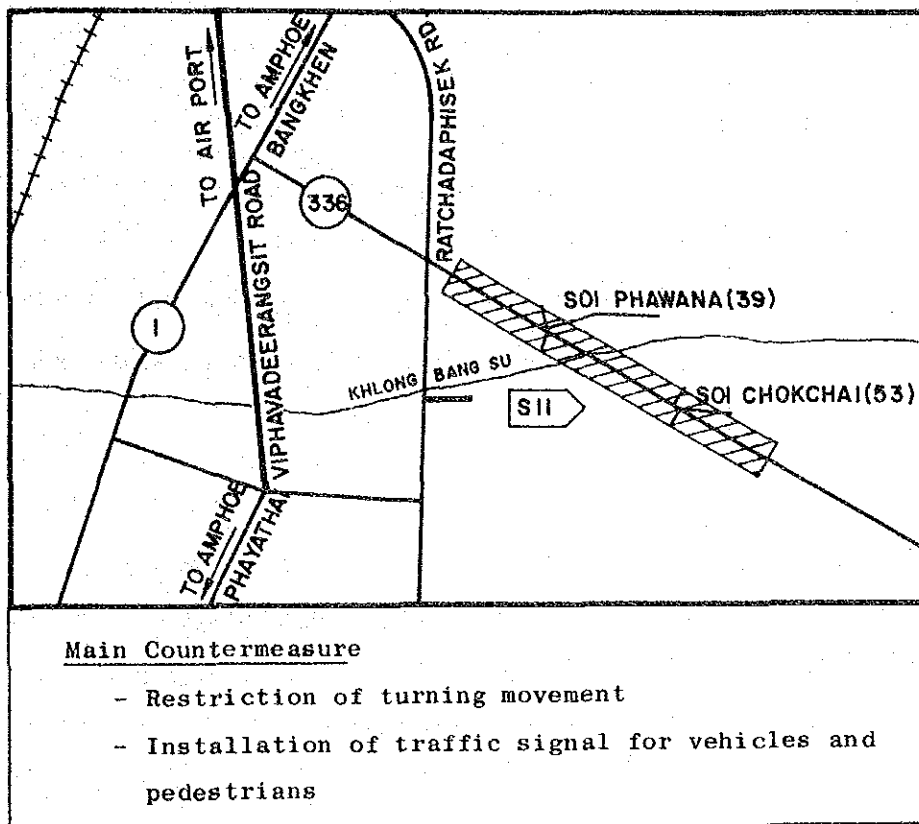 TO AIR PORT
TO AMPHOE
BANGKHEN
RATCHADAPHISEK RD.
336
VIPHAVADEERANGSIT ROAD
1
SOI PHAWANA(39)
KHLONG BANG SU
S11
SOI CHOKCHAI(53)
TO AMPHOE
PHAYATHAI
Main Countermeasure
- Restriction of turning movement
- Installation of traffic signal for vehicles and
pedestrians